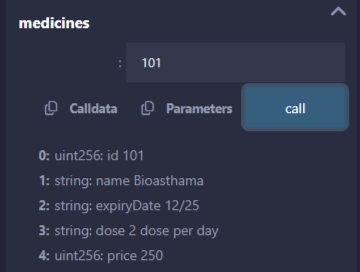 medicines
: 101
Calldata Parameters call
0: uint256: id 101
1: string: name Bioasthama
2: string: expiryDate 12/25
3: string: dose 2 dose per day
4: uint256: price 250